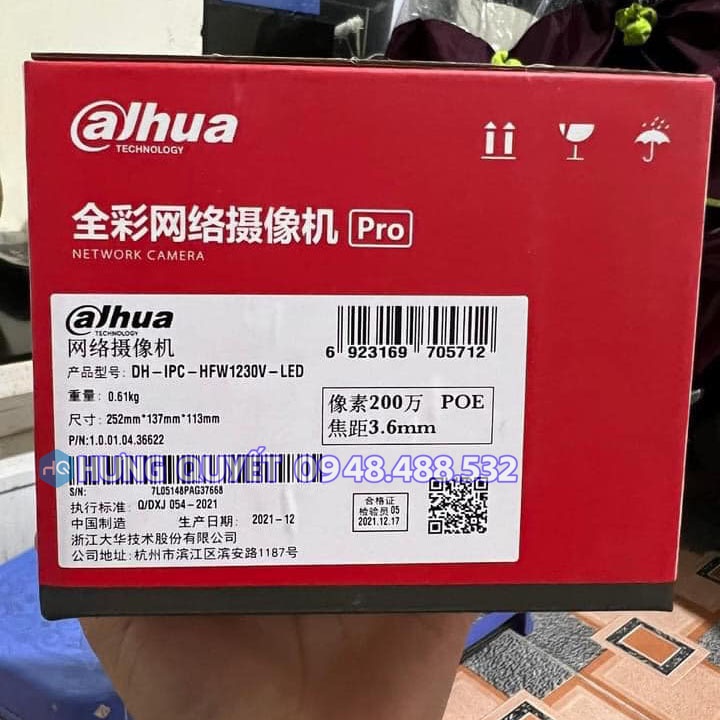 alhua
TECHNOLOGY
全彩网络摄像机 Pro
NETWORK CAMERA
alhua
TECHNOLOGY
网络摄像机
产品型号: DH-IPC-HFW1230V-LED
重量: 0.61kg
尺寸: 252mm*137mm*113mm
P/N:1.0.01.04.36622
6 923169 705712
像素200万 POE
焦距3.6mm
HQ HƯNG QUYẾT 0948.488.532
S/N: 7L05148PAG37668
执行标准: Q/DXJ 054-2021
中国制造 生产日期: 2021-12
浙江大华技术股份有限公司
公司地址: 杭州市滨江区滨安路1187号
合格证
检验员05
2021.12.17